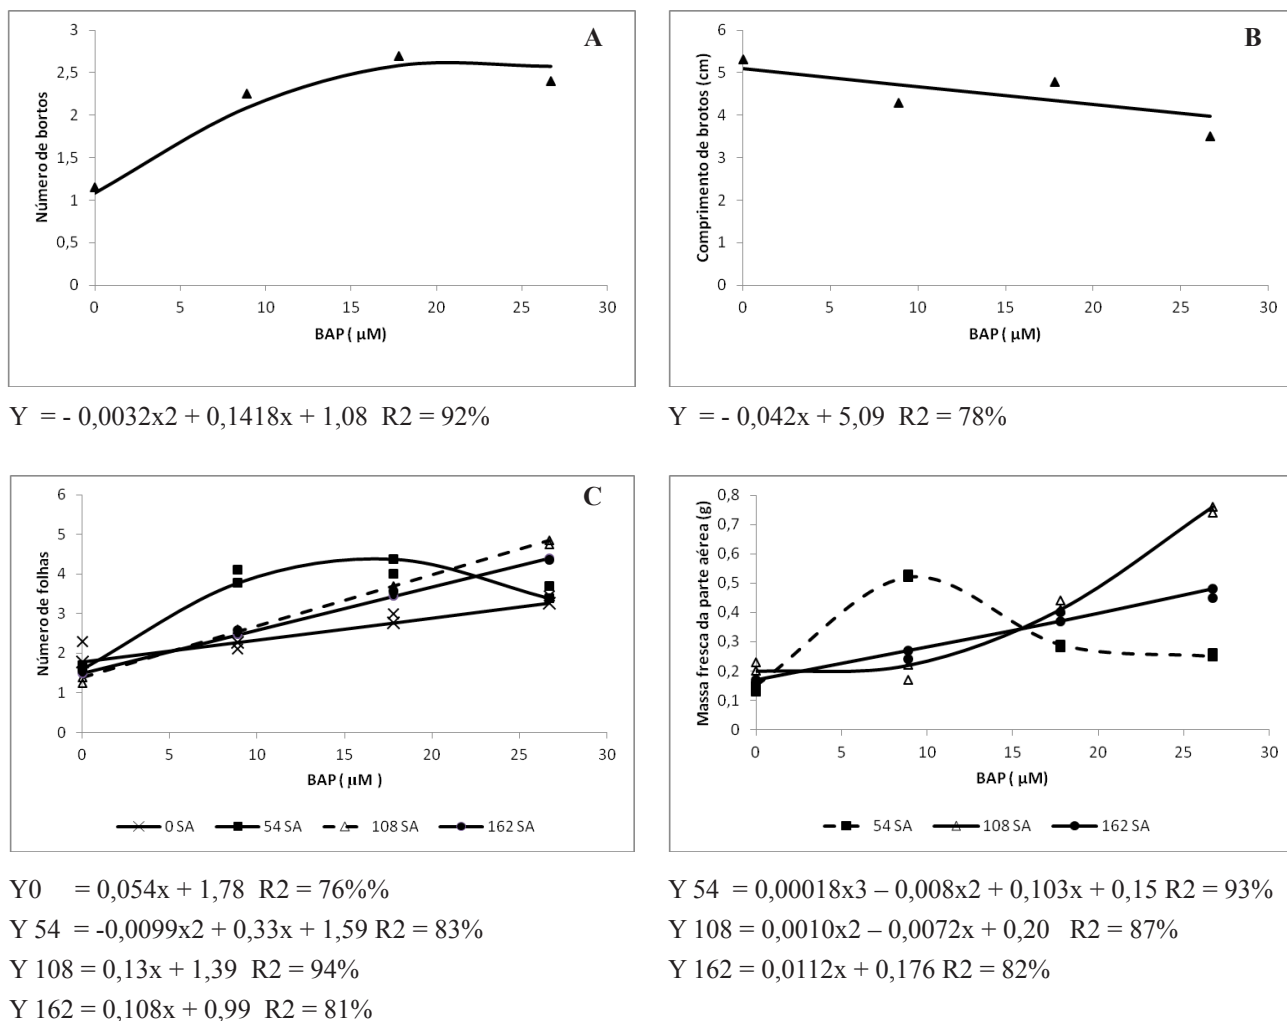 A
Número de bortos
3
2,5
2
1,5
1
0,5
0
0 5 10 15 20 25 30
BAP ( µM)
Y = - 0,0032x2 + 0,1418x + 1,08 R2 = 92%
B
Comprimento de brotos (cm)
6
5
4
3
2
1
0
0 5 10 15 20 25 30
BAP ( µM)
Y = - 0,042x + 5,09 R2 = 78%
C
Número de folhas
6
5
4
3
2
1
0
0 5 10 15 20 25 30
BAP ( µM )
0 SA 54 SA 108 SA 162 SA
Y0 = 0,054x + 1,78 R2 = 76%%
Y 54 = -0,0099x2 + 0,33x + 1,59 R2 = 83%
Y 108 = 0,13x + 1,39 R2 = 94%
Y 162 = 0,108x + 0,99 R2 = 81%
Massa fresca da parte aérea (g)
0,8
0,7
0,6
0,5
0,4
0,3
0,2
0,1
0
0 5 10 15 20 25 30
BAP ( µM)
54 SA 108 SA 162 SA
Y 54 = 0,00018x3 – 0,008x2 + 0,103x + 0,15 R2 = 93%
Y 108 = 0,0010x2 – 0,0072x + 0,20 R2 = 87%
Y 162 = 0,0112x + 0,176 R2 = 82%